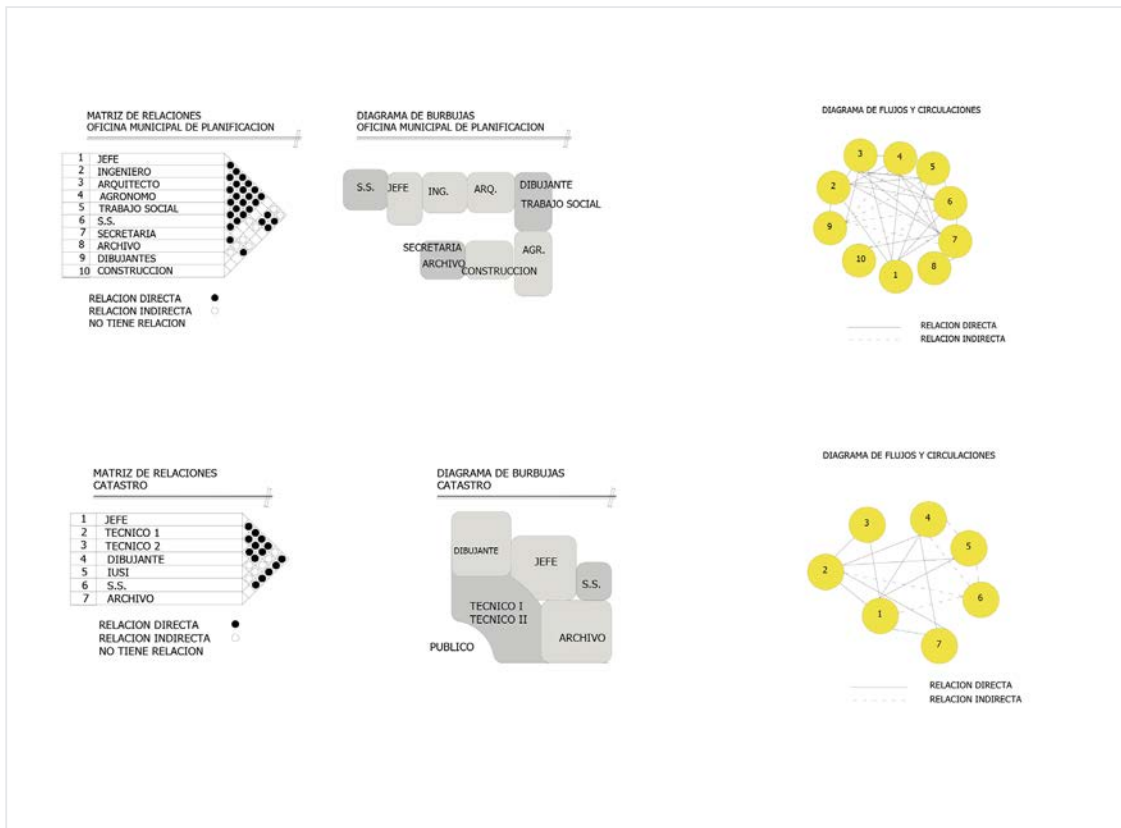 MATRIZ DE RELACIONES
OFICINA MUNICIPAL DE PLANIFICACION
1 JEFE
2 INGENIERO
3 ARQUITECTO
4 AGRONOMO
5 TRABAJO SOCIAL
6 S.S.
7 SECRETARIA
8 ARCHIVO
9 DIBUJANTES
10 CONSTRUCCION
RELACION DIRECTA
RELACION INDIRECTA
NO TIENE RELACION
DIAGRAMA DE BURBUJAS
OFICINA MUNICIPAL DE PLANIFICACION
S.S.
JEFE
ING.
ARQ.
DIBUJANTE
TRABAJO SOCIAL
SECRETARIA
ARCHIVO
CONSTRUCCION
AGR.
DIAGRAMA DE FLUJOS Y CIRCULACIONES
3
4
5
2
6
9
7
10
1
8
RELACION DIRECTA
RELACION INDIRECTA
MATRIZ DE RELACIONES
CATASTRO
1 JEFE
2 TECNICO 1
3 TECNICO 2
4 DIBUJANTE
5 IUSI
6 S.S.
7 ARCHIVO
RELACION DIRECTA
RELACION INDIRECTA
NO TIENE RELACION
DIAGRAMA DE BURBUJAS
CATASTRO
DIBUJANTE
JEFE
S.S.
TECNICO I
TECNICO II
ARCHIVO
PUBLICO
DIAGRAMA DE FLUJOS Y CIRCULACIONES
3
4
5
2
6
1
7
RELACION DIRECTA
RELACION INDIRECTA